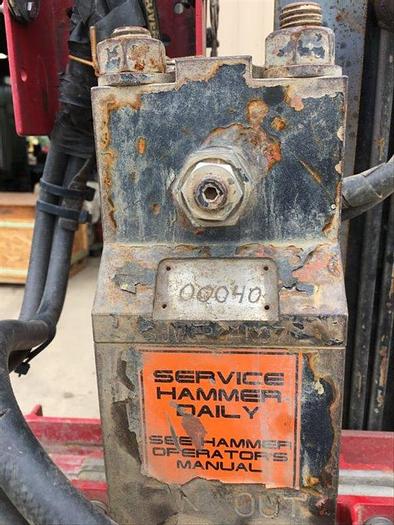 00040
SERVICE
HAMMER
DAILY
SEE HAMMER
OPERATOR'S
MANUAL
OUT